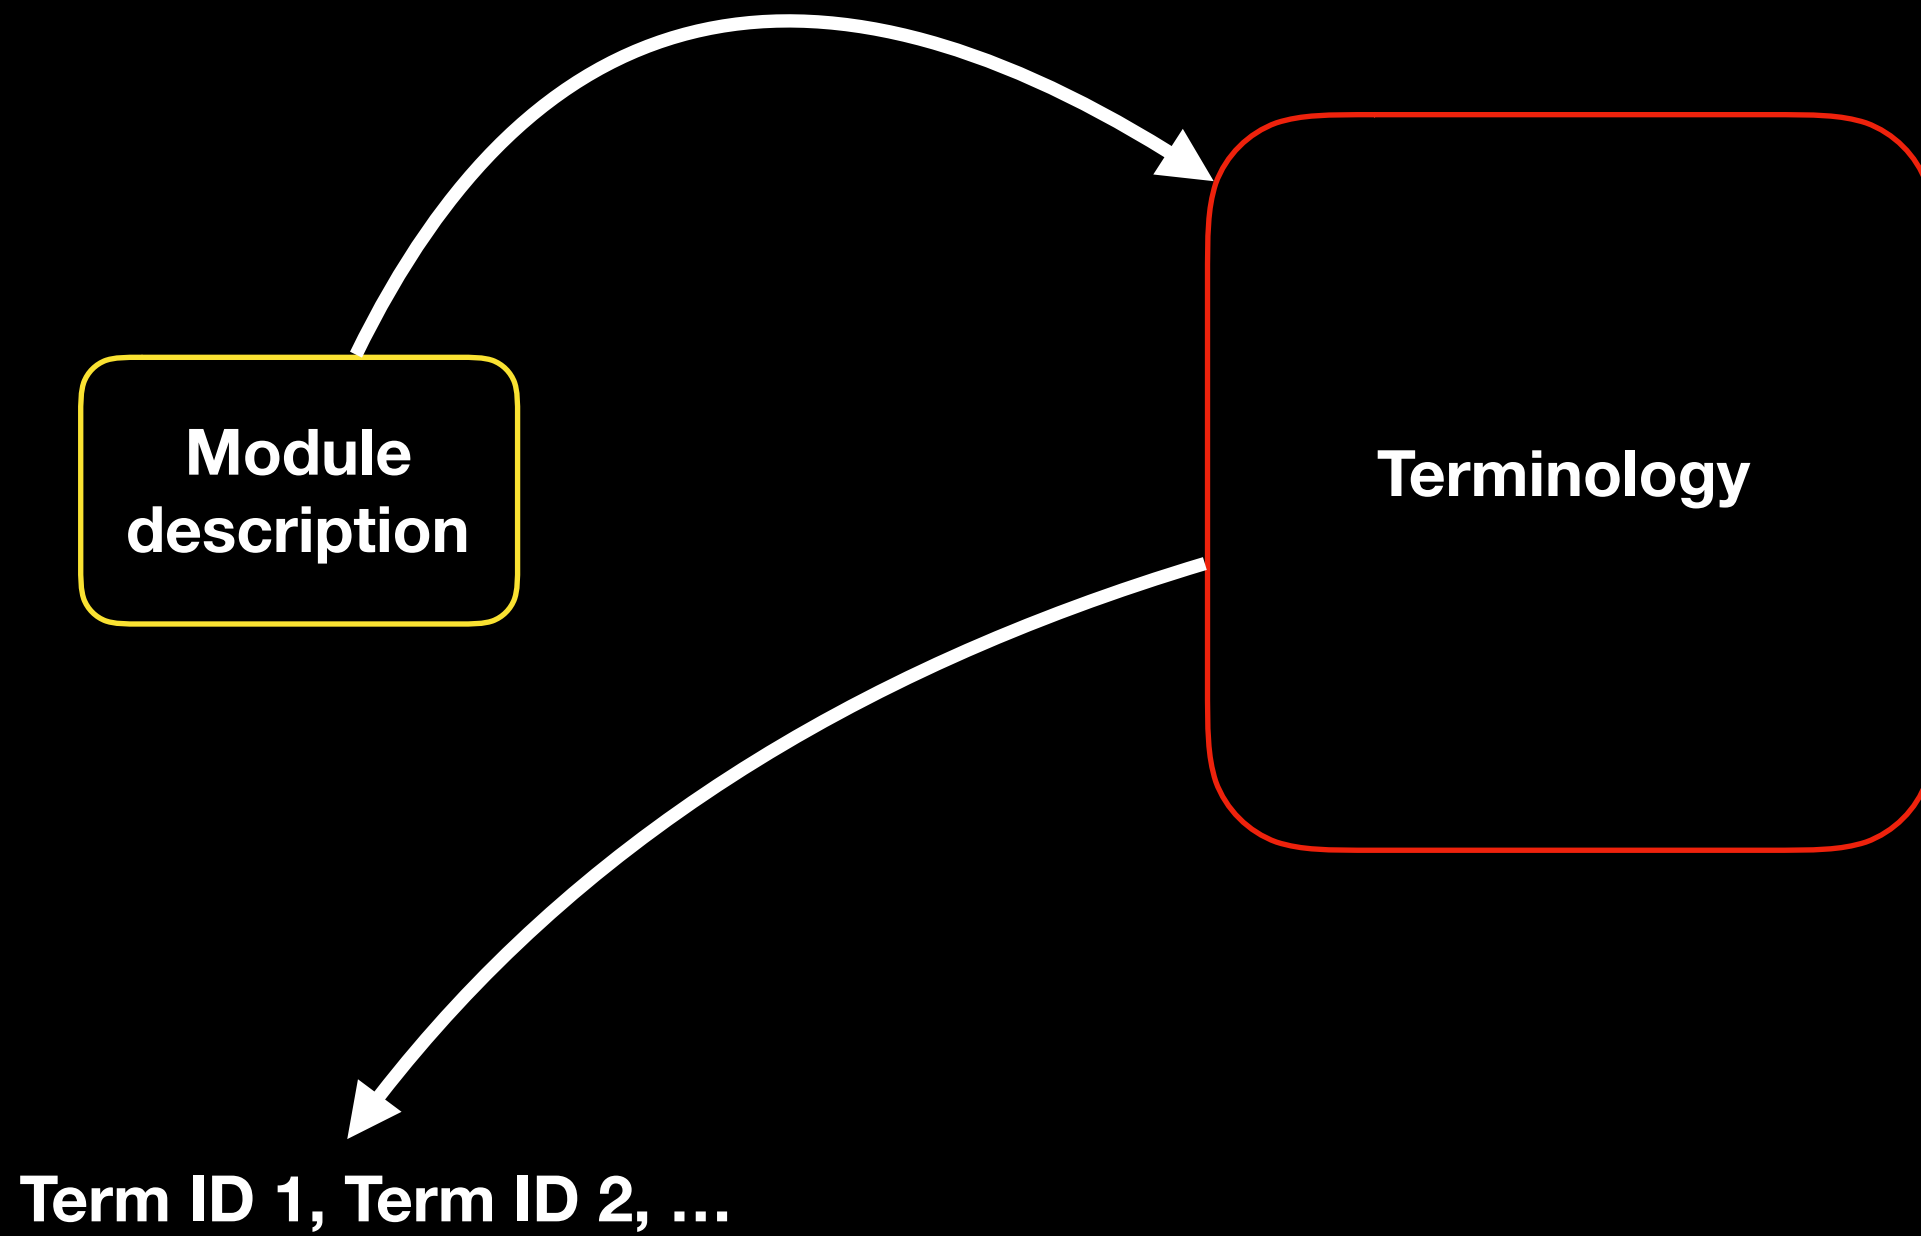 Module
description
Terminology
Term ID 1, Term ID 2, ...